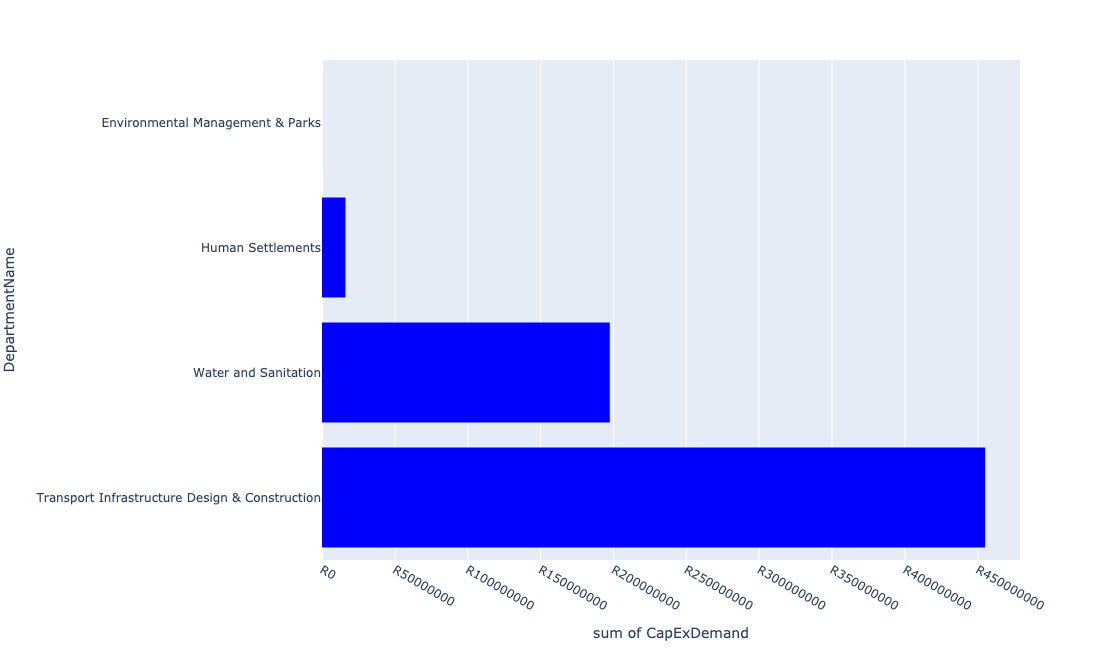 Environmental Management & Parks
Human Settlements
Water and Sanitation
Transport Infrastructure Design & Construction
DepartmentName
R0
R50000000
R100000000
R150000000
R200000000
R250000000
R300000000
R350000000
R400000000
R450000000
sum of CapExDemand